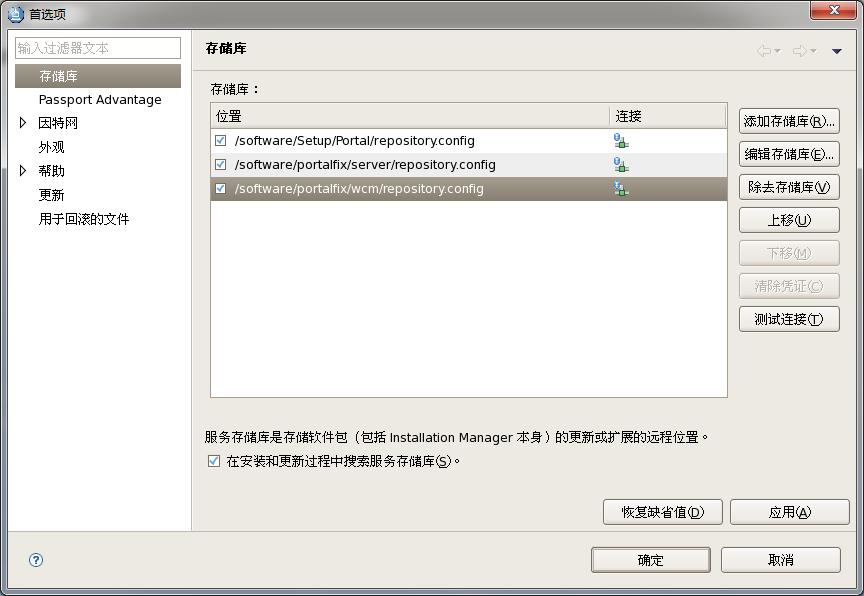 首选项
输入过滤器文本
存储库
Passport Advantage
因特网
外观
帮助
更新
用于回滚的文件
存储库
存储库：
位置 连接
/software/Setup/Portal/repository.config
/software/portalfix/server/repository.config
/software/portalfix/wcm/repository.config
添加存储库(R)...
编辑存储库(E)...
除去存储库(V)
上移(U)
下移(M)
清除凭证(C)
测试连接(T)
服务存储库是存储软件包（包括 Installation Manager 本身）的更新或扩展的远程位置。
在安装和更新过程中搜索服务存储库(S)。
恢复缺省值(D) 应用(A)
确定 取消